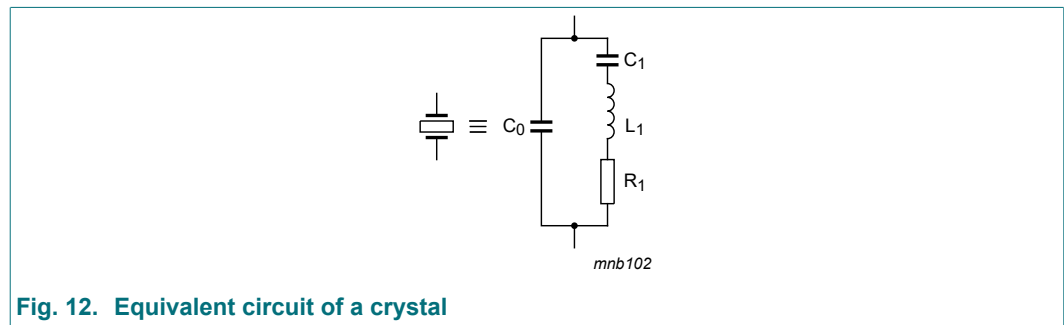 C1
C0
L1
R1
mnb102
Fig. 12. Equivalent circuit of a crystal